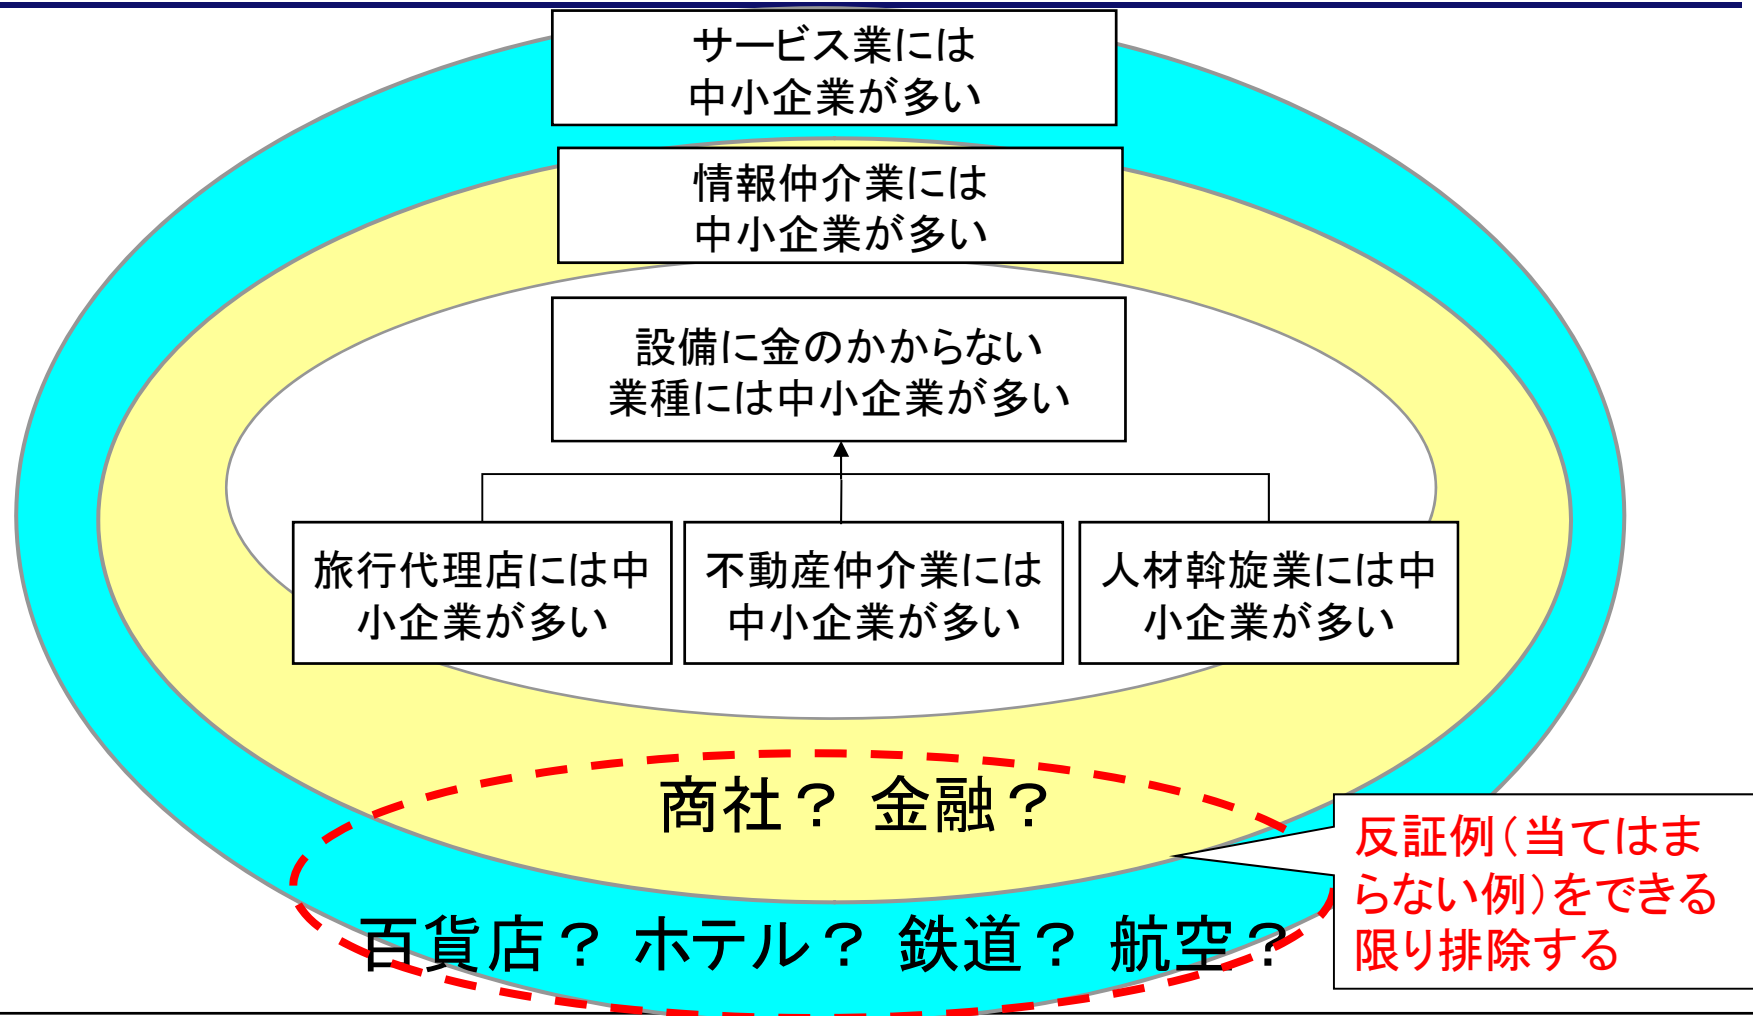 サービス業には
中小企業が多い
情報仲介業には
中小企業が多い
設備に金のかからない
業種には中小企業が多い
旅行代理店には中
小企業が多い
不動産仲介業には
中小企業が多い
人材斡旋業には中
小企業が多い
商社？ 金融？
百貨店？ ホテル？ 鉄道？ 航空？
反証例（当てはま
らない例）をできる
限り排除する